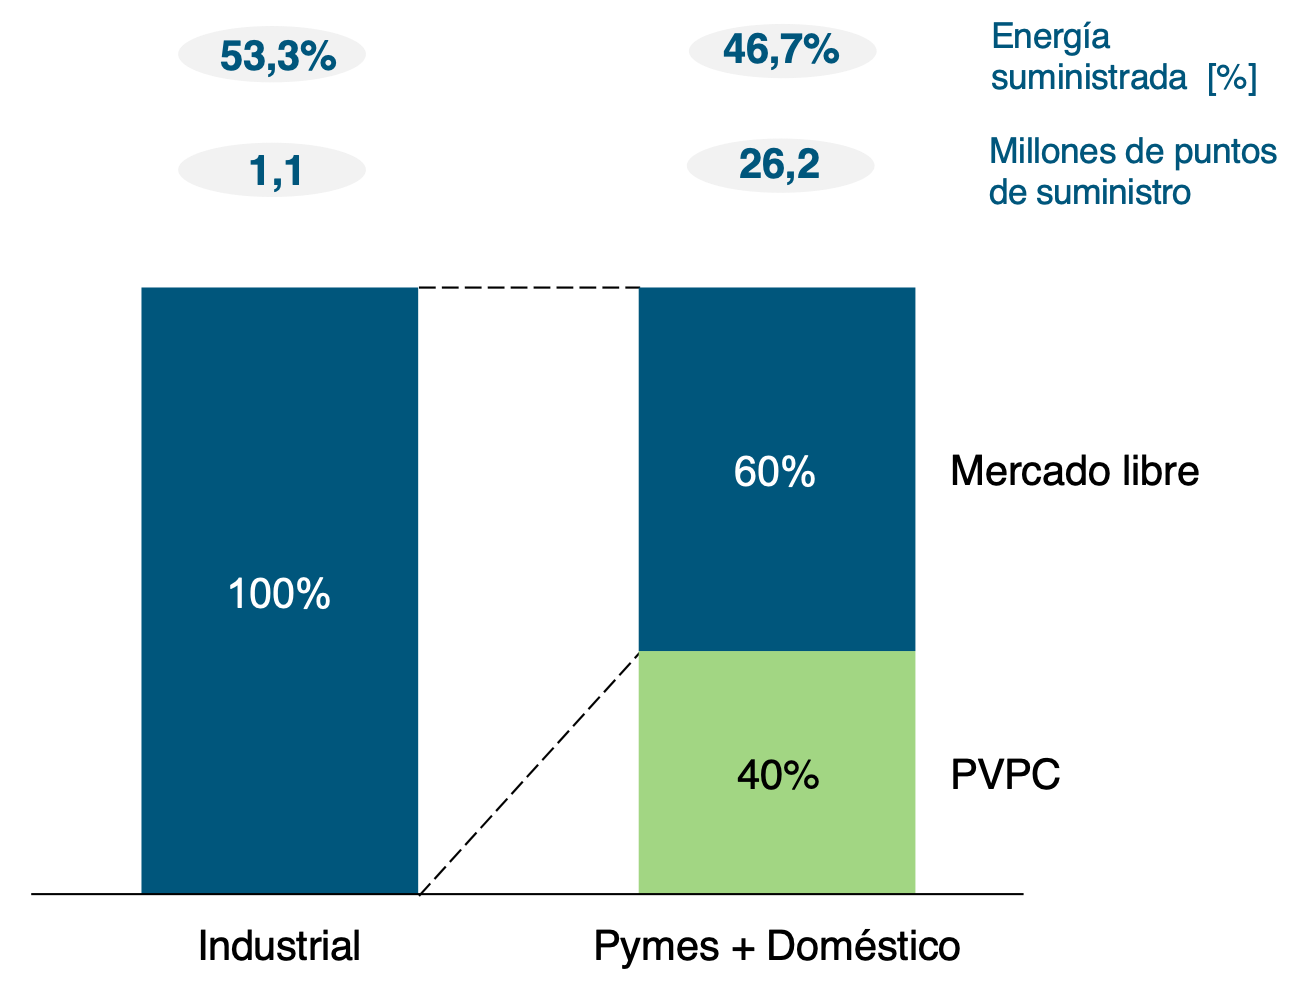 53,3%
46,7%
Energía
suministrada [%]
1,1
26,2
Millones de puntos
de suministro
60%
Mercado libre
100%
40%
PVPC
Industrial
Pymes + Doméstico